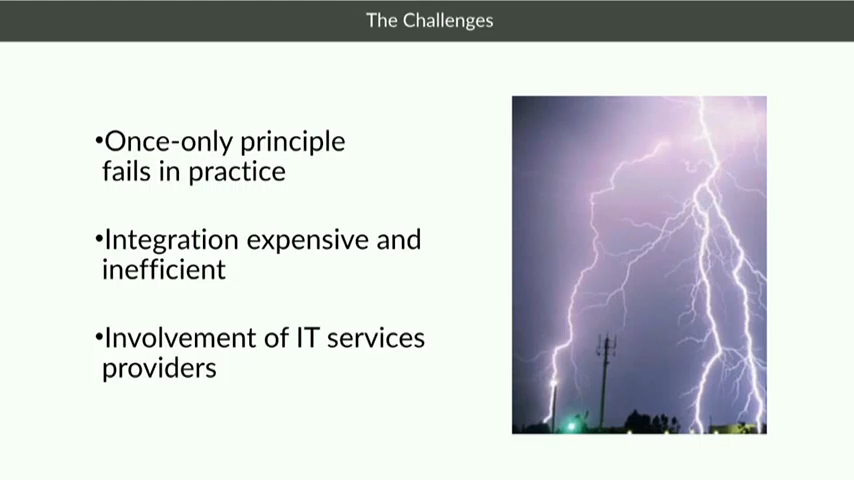 The Challenges
•Once-only principle
fails in practice
•Integration expensive and
inefficient
•Involvement of IT services
providers